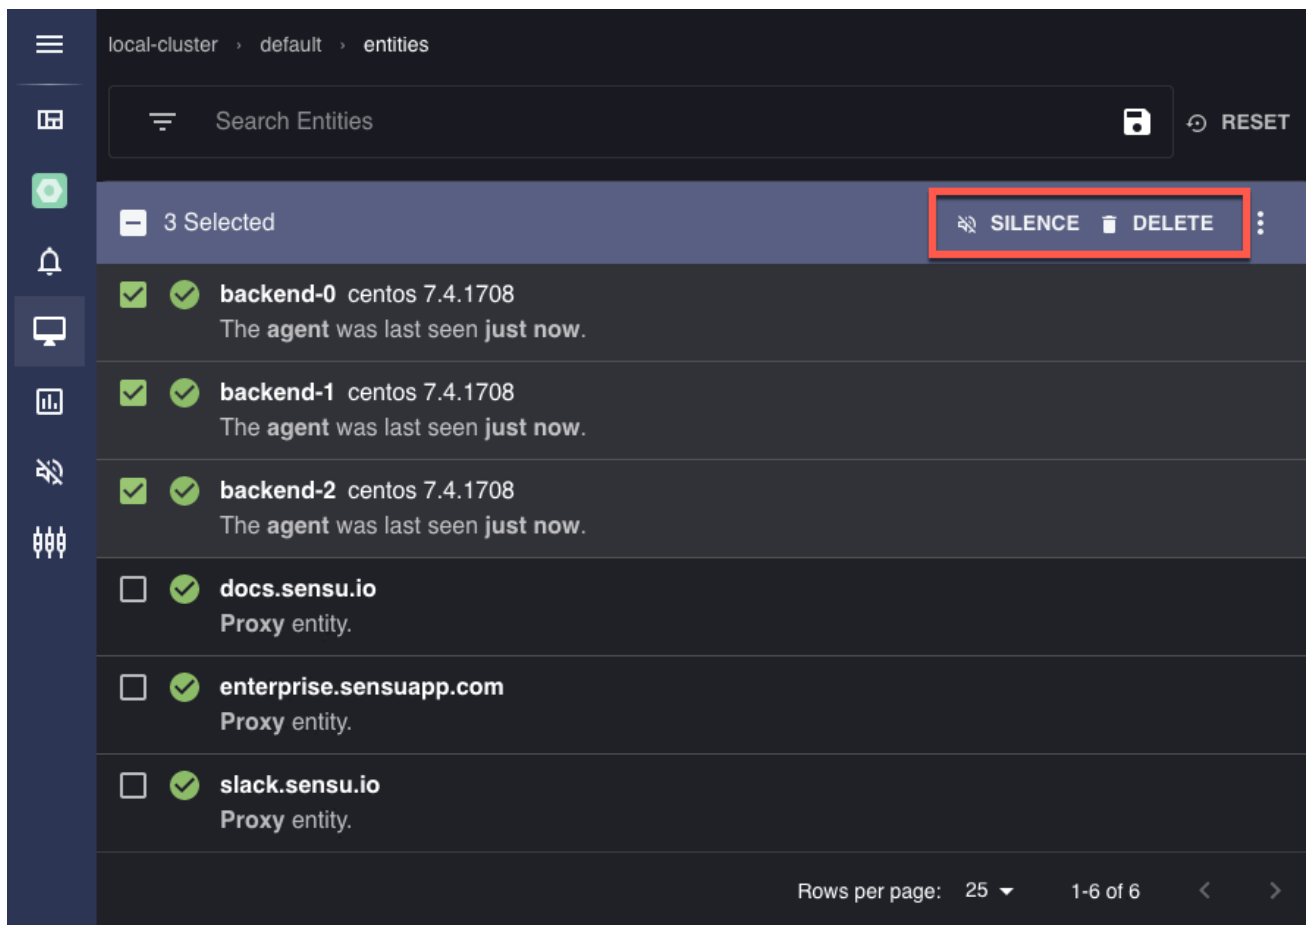 local-cluster › default › entities
Search Entities
RESET
3 Selected
SILENCE DELETE
backend-0 centos 7.4.1708
The agent was last seen just now.
backend-1 centos 7.4.1708
The agent was last seen just now.
backend-2 centos 7.4.1708
The agent was last seen just now.
docs.sensu.io
Proxy entity.
enterprise.sensuapp.com
Proxy entity.
slack.sensu.io
Proxy entity.
Rows per page: 25 1-6 of 6